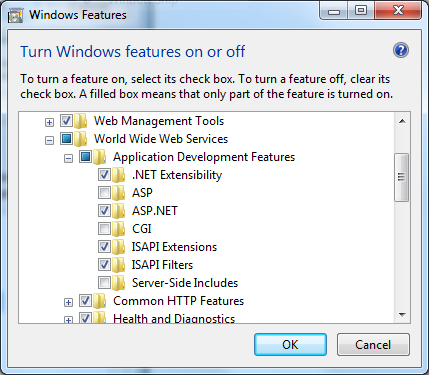 Windows Features
Turn Windows features on or off
To turn a feature on, select its check box. To turn a feature off, clear its
check box. A filled box means that only part of the feature is turned on.
Web Management Tools
World Wide Web Services
Application Development Features
.NET Extensibility
ASP
ASP.NET
CGI
ISAPI Extensions
ISAPI Filters
Server-Side Includes
Common HTTP Features
Health and Diagnostics
OK Cancel